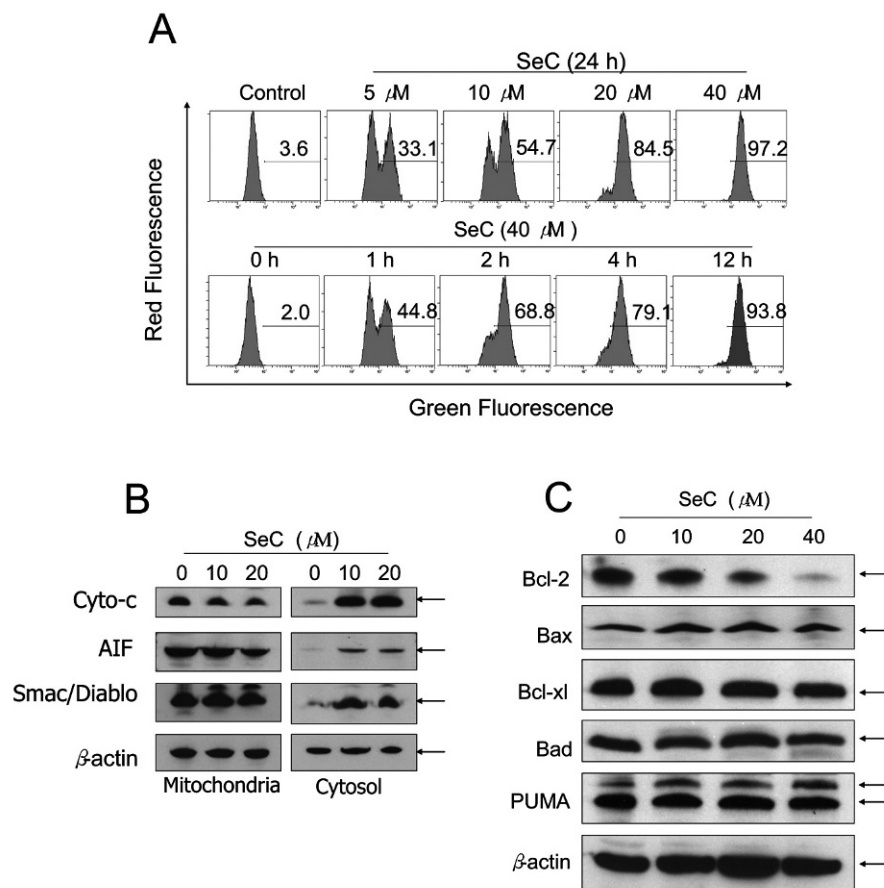 A
SeC (24 h)
Control 5 μM 10 μM 20 μM 40 μM
3.6 33.1 54.7 84.5 97.2
SeC (40 μM)
0 h 1 h 2 h 4 h 12 h
2.0 44.8 68.8 79.1 93.8
Red Fluorescence
Green Fluorescence
B
SeC (μM)
0 10 20 0 10 20
Cyto-c
AIF
Smac/Diablo
β-actin
Mitochondria Cytosol
C
SeC (μM)
0 10 20 40
Bcl-2
Bax
Bcl-xl
Bad
PUMA
β-actin